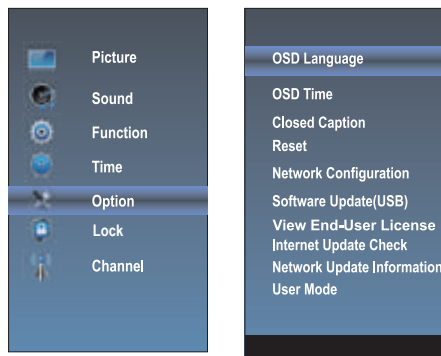 Picture
Sound
Function
Time
Option
Lock
Channel
OSD Language
OSD Time
Closed Caption
Reset
Network Configuration
Software Update(USB)
View End-User License
Internet Update Check
Network Update Information
User Mode